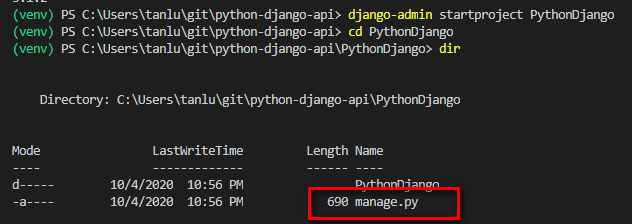 (venv) PS C:\Users\tanlu\git\python-django-api> django-admin startproject PythonDjango
(venv) PS C:\Users\tanlu\git\python-django-api> cd PythonDjango
(venv) PS C:\Users\tanlu\git\python-django-api\PythonDjango> dir
Directory: C:\Users\tanlu\git\python-django-api\PythonDjango
Mode LastWriteTime Length Name
---- ------------- ------ ----
d----- 10/4/2020 10:56 PM PythonDjango
-a---- 10/4/2020 10:56 PM 690 manage.py